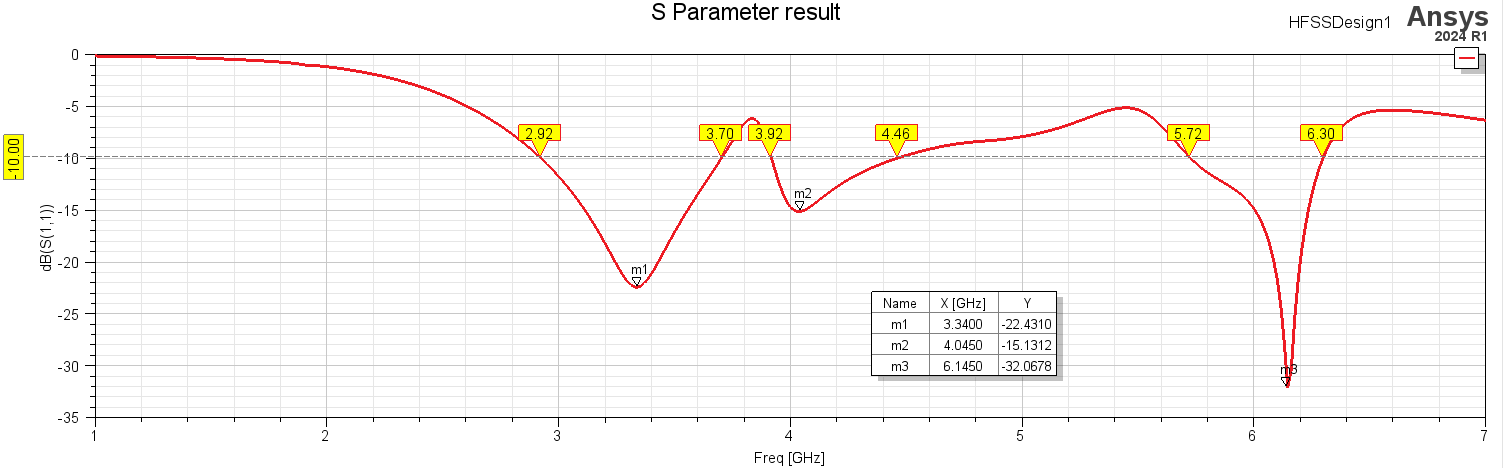 S Parameter result
HFSSDesign1
Ansys
2024 R1
0
-5
-10
-15
-20
-25
-30
-35
-10.00
dB(S(1,1))
2.92
3.70
3.92
4.46
5.72
6.30
m1
m2
m3
Name X [GHz] Y
m1 3.3400 -22.4310
m2 4.0450 -15.1312
m3 6.1450 -32.0678
1 2 3 4 5 6 7
Freq [GHz]